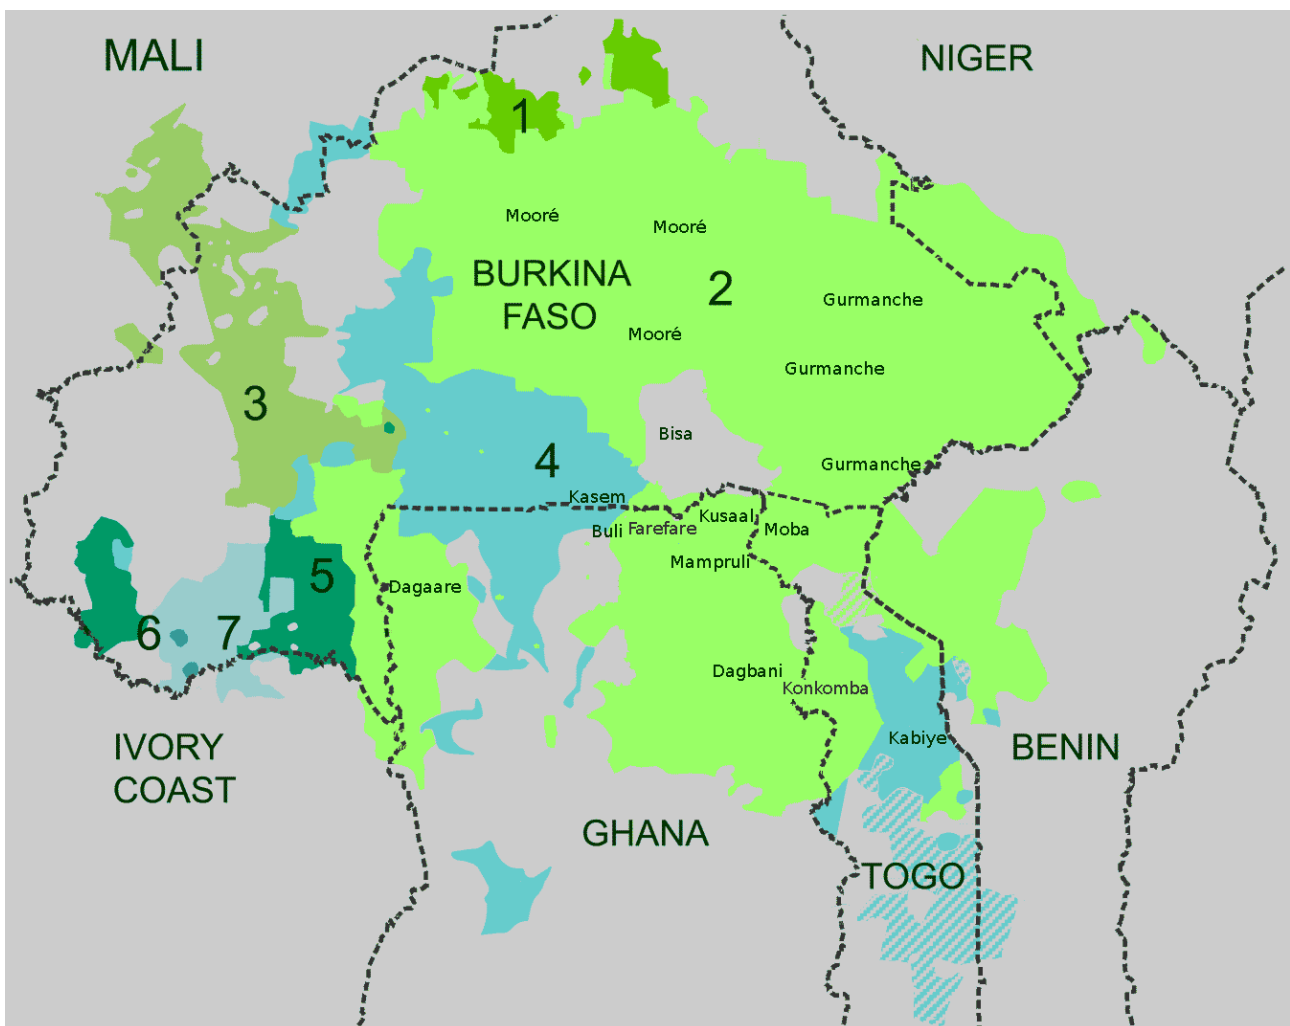 MALI
NIGER
1
Mooré
Mooré
BURKINA
FASO
2
Gurmanche
Mooré
Gurmanche
3
Bisa
4
Gurmanche
Kasem
Kusaal
Buli
Farefare
Moba
Mampruli
5
Dagaare
6
7
Dagbani
Konkomba
Kabiye
IVORY
COAST
BENIN
GHANA
TOGO